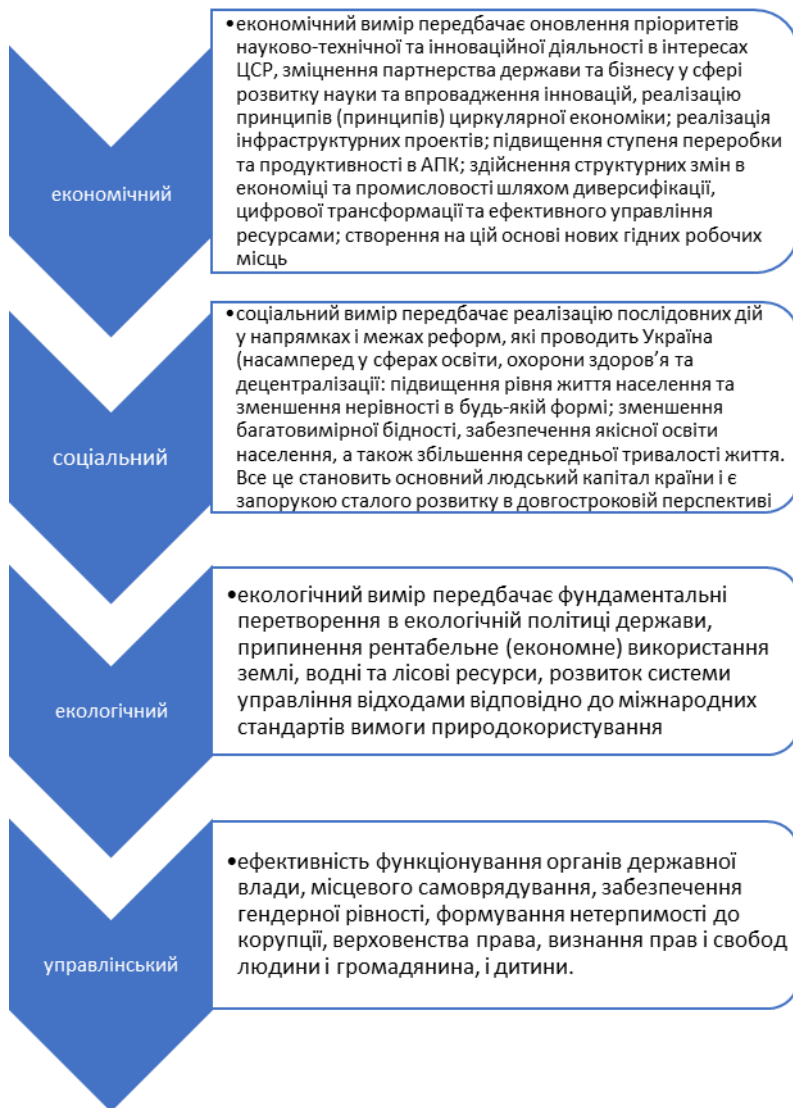 економічний
•економічний вимір передбачає оновлення пріоритетів
науково-технічної та інноваційної діяльності в інтересах
ЦСР, зміцнення партнерства держави та бізнесу у сфері
розвитку науки та впровадження інновацій, реалізацію
принципів (принципів) циркулярної економіки; реалізація
інфраструктурних проектів; підвищення ступеня переробки
та продуктивності в АПК; здійснення структурних змін в
економіці та промисловості шляхом диверсифікації,
цифрової трансформації та ефективного управління
ресурсами; створення на цій основі нових гідних робочих
місць
соціальний
•соціальний вимір передбачає реалізацію послідовних дій
у напрямках і межах реформ, які проводить Україна
(насамперед у сферах освіти, охорони здоров’я та
децентралізації: підвищення рівня життя населення та
зменшення нерівності в будь-якій формі; зменшення
багатовимірної бідності, забезпечення якісної освіти
населення, а також збільшення середньої тривалості життя.
Все це становить основний людський капітал країни і є
запорукою сталого розвитку в довгостроковій перспективі
екологічний
•екологічний вимір передбачає фундаментальні
перетворення в екологічній політиці держави,
припинення рентабельне (економне) використання
землі, водні та лісові ресурси, розвиток системи
управління відходами відповідно до міжнародних
стандартів вимоги природокористування
управлінський
•ефективність функціонування органів державної
влади, місцевого самоврядування, забезпечення
гендерної рівності, формування нетерпимості до
корупції, верховенства права, визнання прав і свобод
людини і громадянина, і дитини.